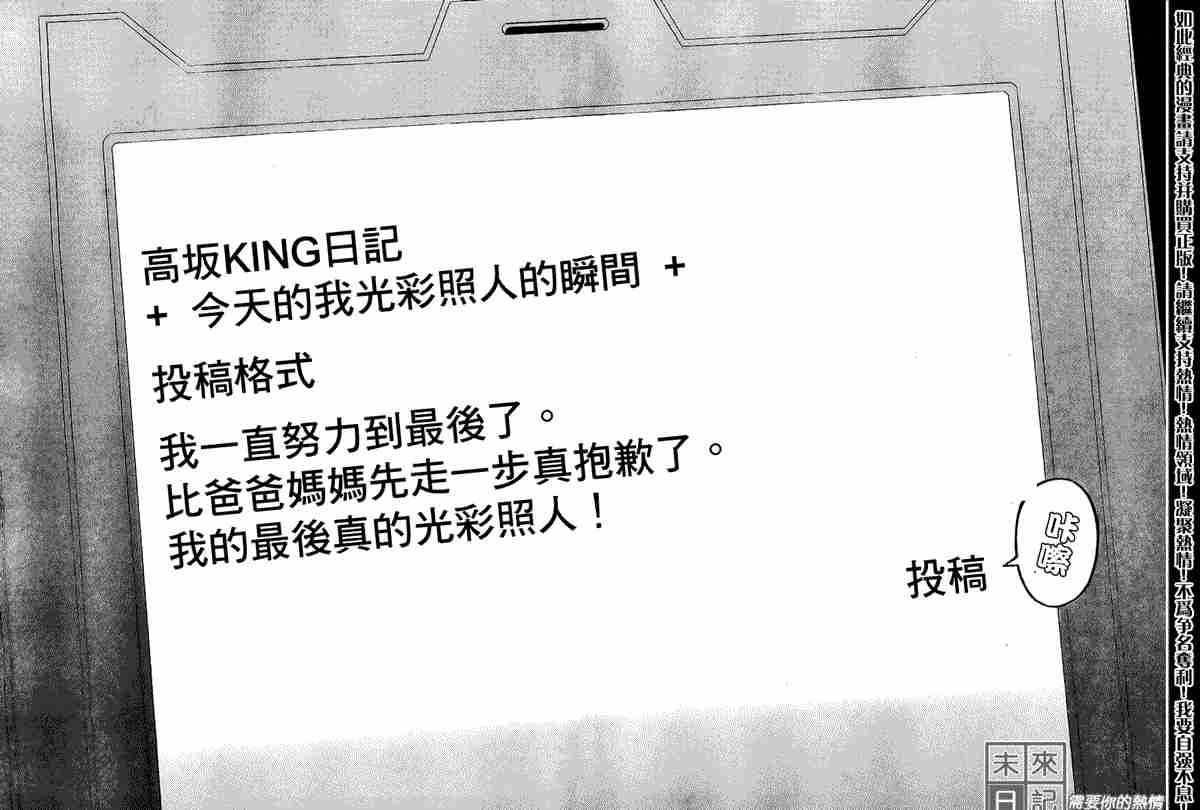 高坂KING日記
+ 今天的我光彩照人的瞬間 +
投稿格式
我一直努力到最後了。
比爸爸媽媽先走一步真抱歉了。
我的最後真的光彩照人！
投稿
咔嚓
如此經典的漫畫請支持并購買正版！請繼續支持熱情！熱情領域！凝聚熱情！不爲争名奪利！我要自强不息！
未來
日記
需要你的熱情